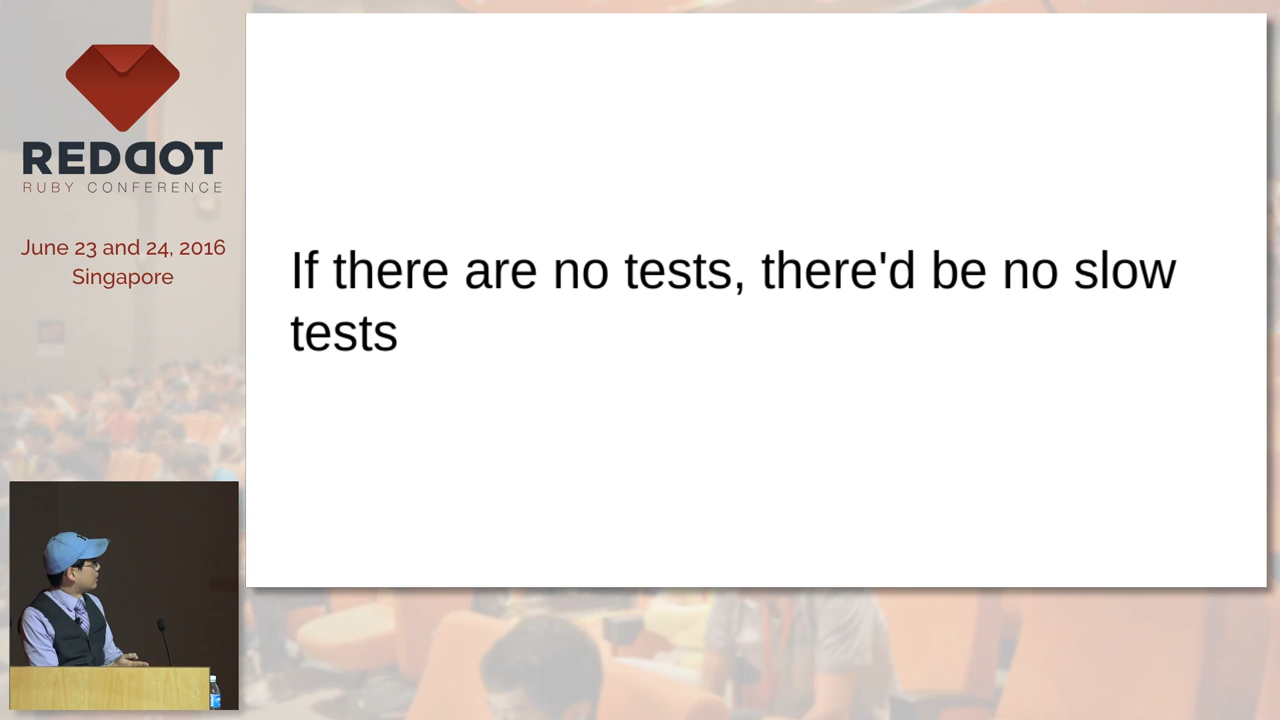 REDDOT
RUBY CONFERENCE
June 23 and 24, 2016
Singapore
If there are no tests, there'd be no slow
tests